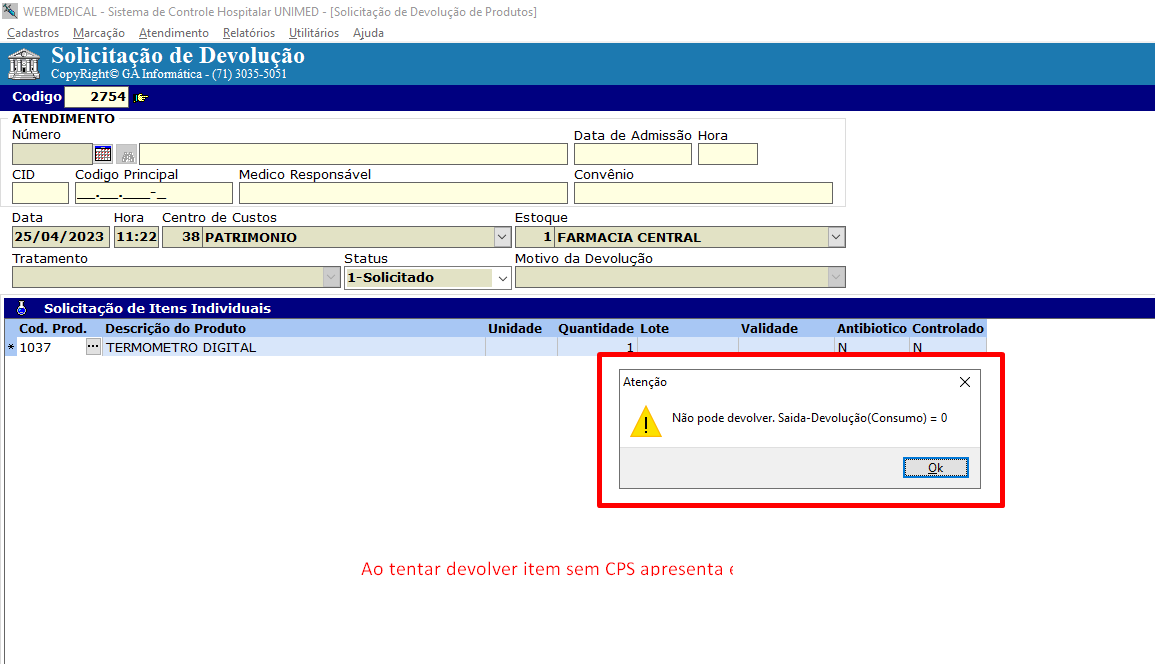 WEBMEDICAL - Sistema de Controle Hospitalar UNIMED - [Solicitação de Devolução de Produtos]
Cadastros Marcação Atendimento Relatórios Utilitários Ajuda
Solicitação de Devolução
CopyRight© GA Informática - (71) 3035-5051
Codigo 2754
ATENDIMENTO
Número Data de Admissão Hora
CID Codigo Principal Medico Responsável Convênio
__.__.___-_
Data Hora Centro de Custos Estoque
25/04/2023 11:22 38 PATRIMONIO 1 FARMACIA CENTRAL
Tratamento Status Motivo da Devolução
1-Solicitado
Solicitação de Itens Individuais
Cod. Prod. Descrição do Produto Unidade Quantidade Lote Validade Antibiotico Controlado
* 1037 ... TERMOMETRO DIGITAL 1 N N
Atenção
Não pode devolver. Saida-Devolução(Consumo) = 0
Ok
Ao tentar devolver item sem CPS apresenta